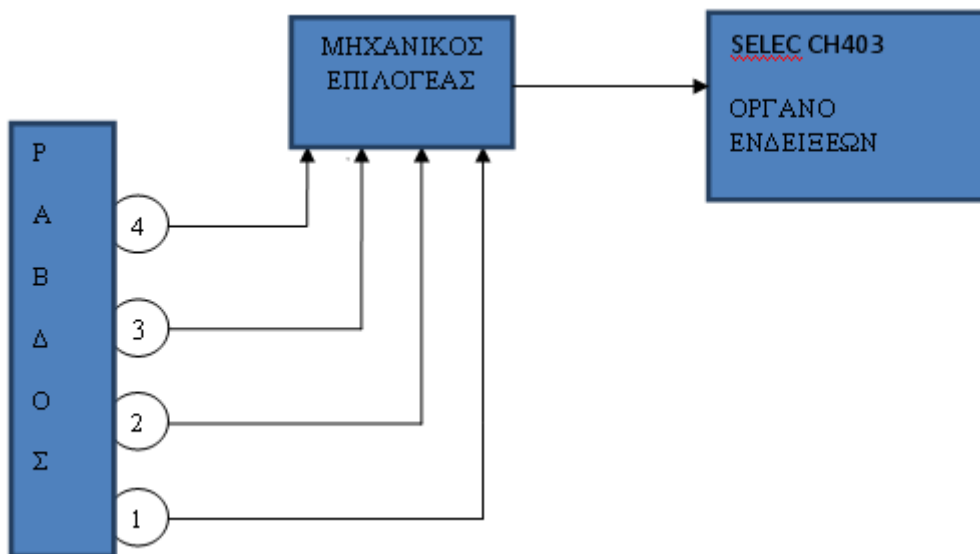 ΜΗΧΑΝΙΚΟΣ
ΕΠΙΛΟΓΕΑΣ
SELEC CH403
ΟΡΓΑΝΟ
ΕΝΔΕΙΞΕΩΝ
Ρ
Α
Β
Δ
Ο
Σ
4
3
2
1